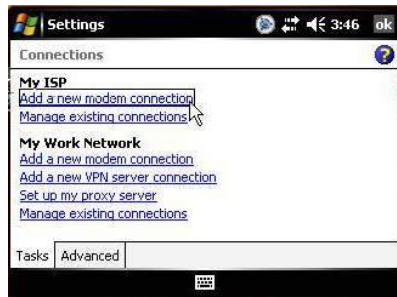 Settings 3:46 ok
Connections
My ISP
Add a new modem connection
Manage existing connections
My Work Network
Add a new modem connection
Add a new VPN server connection
Set up my proxy server
Manage existing connections
Tasks Advanced